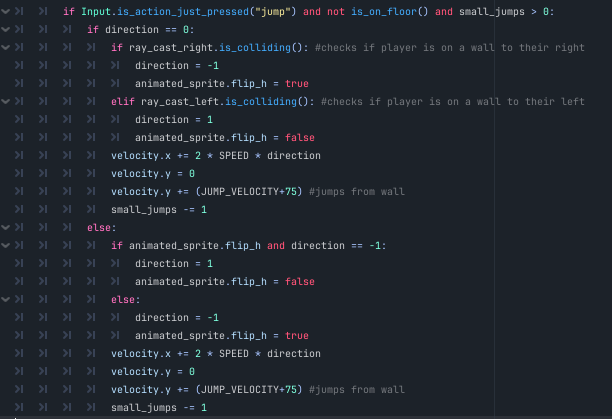 if Input.is_action_just_pressed("jump") and not is_on_floor() and small_jumps > 0:
if direction == 0:
if ray_cast_right.is_colliding(): #checks if player is on a wall to their right
direction = -1
animated_sprite.flip_h = true
elif ray_cast_left.is_colliding(): #checks if player is on a wall to their left
direction = 1
animated_sprite.flip_h = false
velocity.x += 2 * SPEED * direction
velocity.y = 0
velocity.y += (JUMP_VELOCITY+75) #jumps from wall
small_jumps -= 1
else:
if animated_sprite.flip_h and direction == -1:
direction = 1
animated_sprite.flip_h = false
else:
direction = -1
animated_sprite.flip_h = true
velocity.x += 2 * SPEED * direction
velocity.y = 0
velocity.y += (JUMP_VELOCITY+75) #jumps from wall
small_jumps -= 1